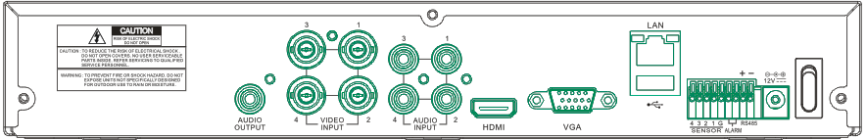 CAUTION
RISK OF ELECTRICAL SHOCK
DO NOT OPEN
CAUTION: TO REDUCE THE RISK OF ELECTRICAL SHOCK
DO NOT OPEN COVERS. NO USER SERVICEABLE
PARTS INSIDE. REFER SERVICING TO QUALIFIED
SERVICE PERSONNEL.
WARNING: TO PREVENT FIRE OR SHOCK HAZARD. DO NOT
EXPOSE UNITS NOT SPECIFICALLY DESIGNED
FOR OUTDOOR USE TO RAIN OR MOISTURE.
AUDIO
OUTPUT
3 1
4 VIDEO 2
INPUT
3 1
4 AUDIO 2
INPUT
HDMI
VGA
LAN
+ −
4 3 2 1 G RS485
SENSOR ALARM
12V